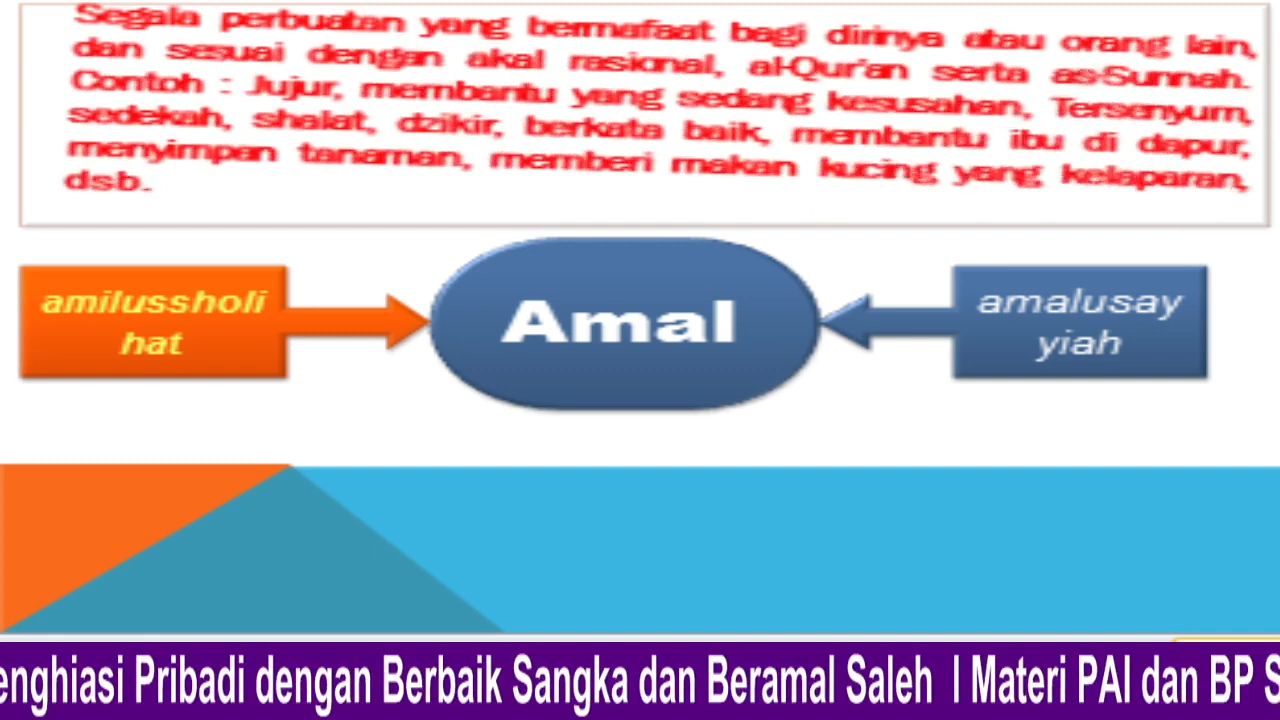 Segala perbuatan yang bermafaat bagi dirinya atau orang lain,
dan sesuai dengan akal rasional, al-Qur'an serta as-Sunnah.
Contoh : Jujur, membantu yang sedang kesusahan, Tersenyum,
sedekah, shalat, dzikir, berkata baik, membantu ibu di dapur,
menyimpan tanaman, memberi makan kucing yang kelaparan,
dsb.
amilussholi
hat
Amal
amalusay
yiah
enghiasi Pribadi dengan Berbaik Sangka dan Beramal Saleh I Materi PAI dan BP S